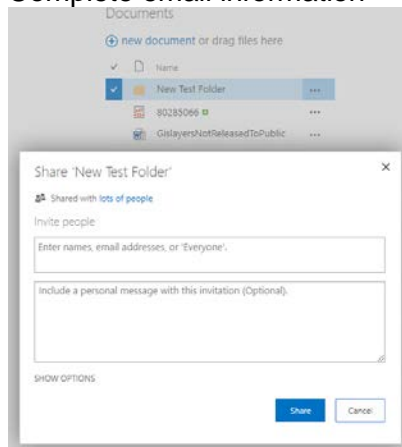 Complete email information
Documents
new document or drag files here
Name
New Test Folder
80285066
GislayersNotReleasedToPublic
Share 'New Test Folder'
Shared with lots of people
Invite people
Enter names, email addresses, or 'Everyone'.
Include a personal message with this invitation (Optional).
SHOW OPTIONS
Share Cancel